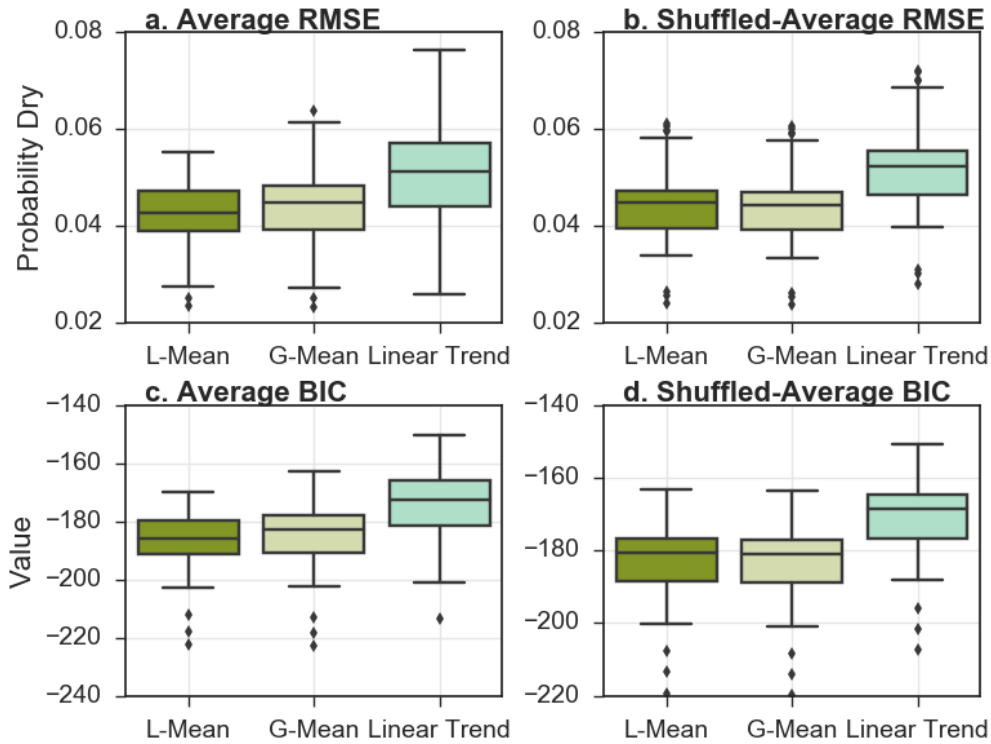 a. Average RMSE
b. Shuffled-Average RMSE
Probability Dry
0.08
0.06
0.04
0.02
L-Mean G-Mean Linear Trend
0.08
0.06
0.04
0.02
L-Mean G-Mean Linear Trend
c. Average BIC
d. Shuffled-Average BIC
Value
−140
−160
−180
−200
−220
−240
L-Mean G-Mean Linear Trend
−140
−160
−180
−200
−220
L-Mean G-Mean Linear Trend